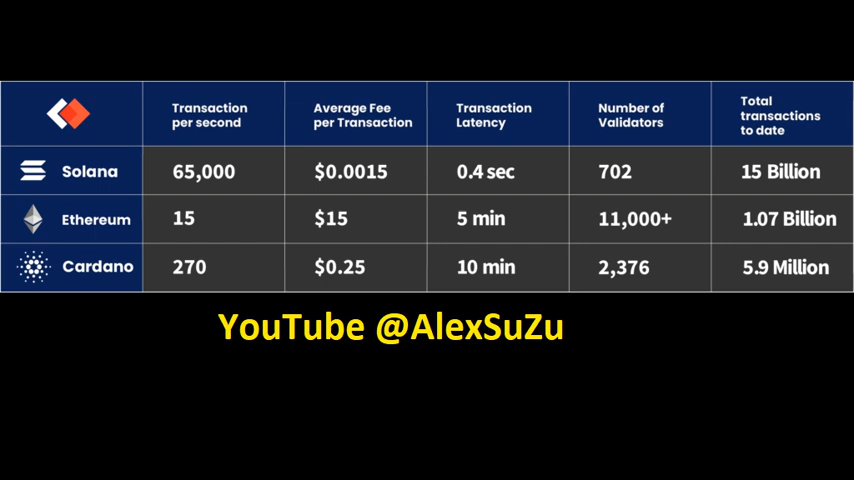 Transaction
per second
Average Fee
per Transaction
Transaction
Latency
Number of
Validators
Total
transactions
to date
Solana 65,000 $0.0015 0.4 sec 702 15 Billion
Ethereum 15 $15 5 min 11,000+ 1.07 Billion
Cardano 270 $0.25 10 min 2,376 5.9 Million
YouTube @AlexSuZu